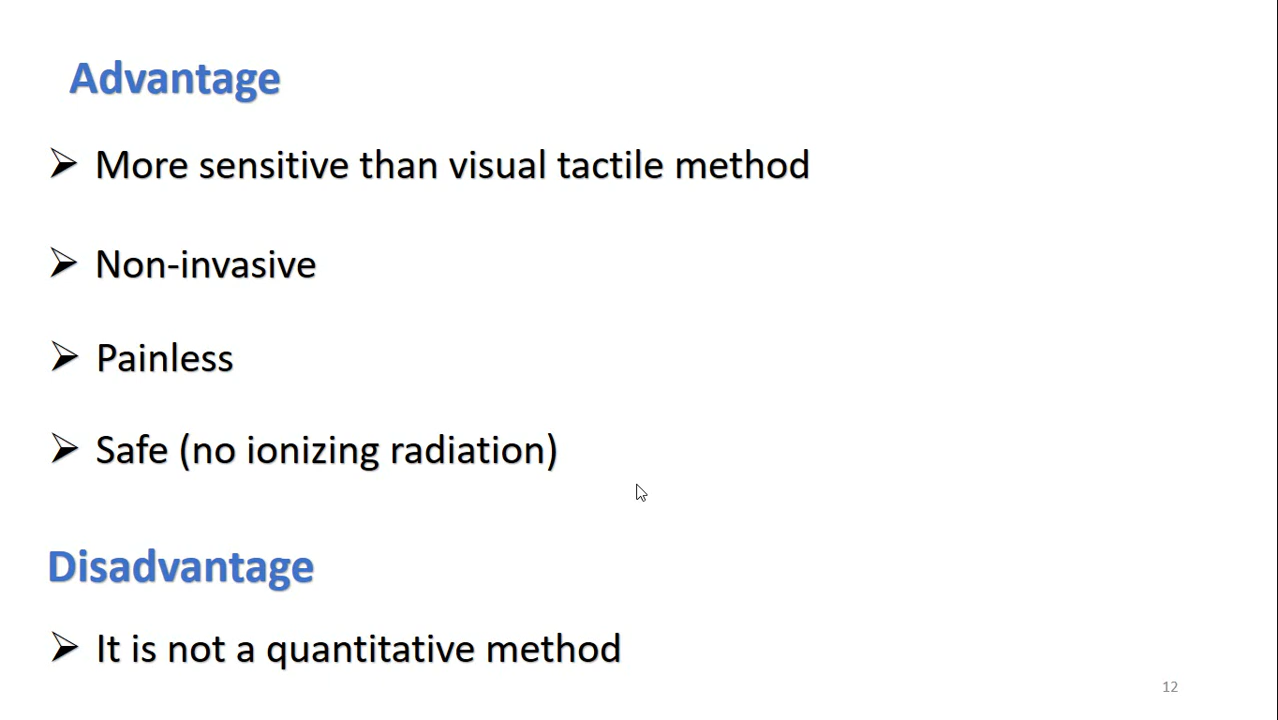 Advantage
More sensitive than visual tactile method
Non-invasive
Painless
Safe (no ionizing radiation)
Disadvantage
It is not a quantitative method
12